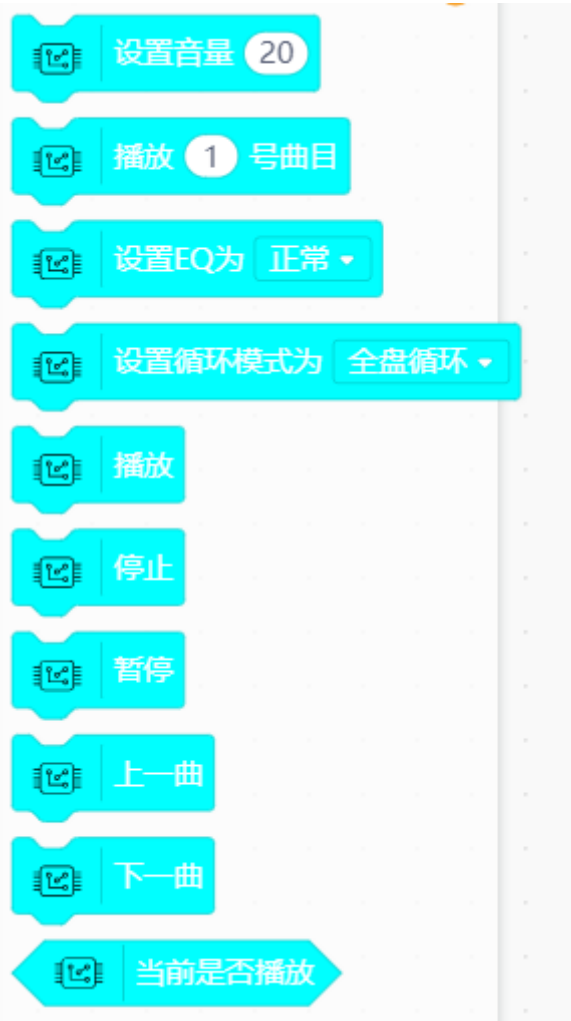 设置音量 20
播放 1 号曲目
设置EQ为 正常
设置循环模式为 全盘循环
播放
停止
暂停
上一曲
下一曲
当前是否播放